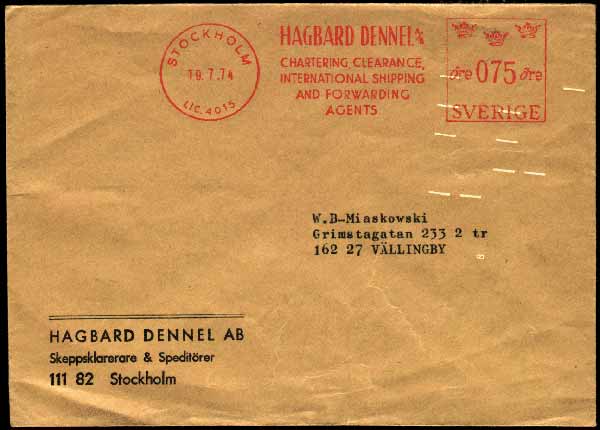 STOCKHOLM
19.7.74
LIC. 4015
HAGBARD DENNEL A/B
CHARTERING, CLEARANCE,
INTERNATIONAL SHIPPING
AND FORWARDING
AGENTS
öre 075 öre
SVERIGE
W.B-Miaskowski
Grimstagatan 233 2 tr
162 27 VÄLLINGBY
8
HAGBARD DENNEL AB
Skeppsklarerare & Speditörer
111 82 Stockholm